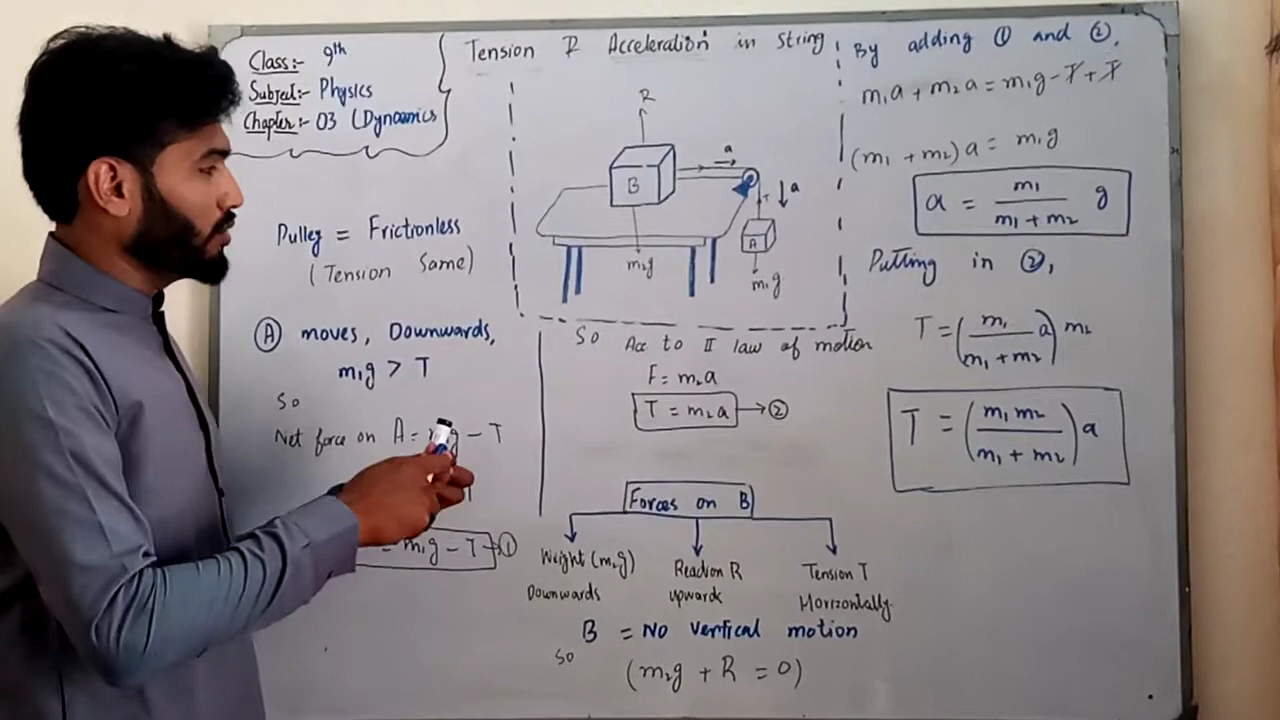 Class:- 9th
Subject:- Physics
Chapter:- 03 (Dynamics
Tension & Acceleration in String
Pulley = Frictionless
(Tension Same)
Ⓐ moves, Downwards,
m₁g > T
So
Net force on A = m₁g - T
= m₁g - T → ①
R
B
a
T
a
A
m₂g
m₁g
So Acc to II law of motion
F = m₂a
T = m₂a → ②
Forces on B
Weight (m₂g)
Downwards
Reaction R
upwards
Tension T
Horizontally.
B = No vertical motion
so
(m₂g + R = 0)
By adding ① and ②,
m₁a + m₂a = m₁g - T + T
(m₁ + m₂) a = m₁g
a = m₁ / m₁ + m₂ g
Putting in ②,
T = (m₁ / m₁ + m₂ a) m₂
T = (m₁ m₂ / m₁ + m₂) a